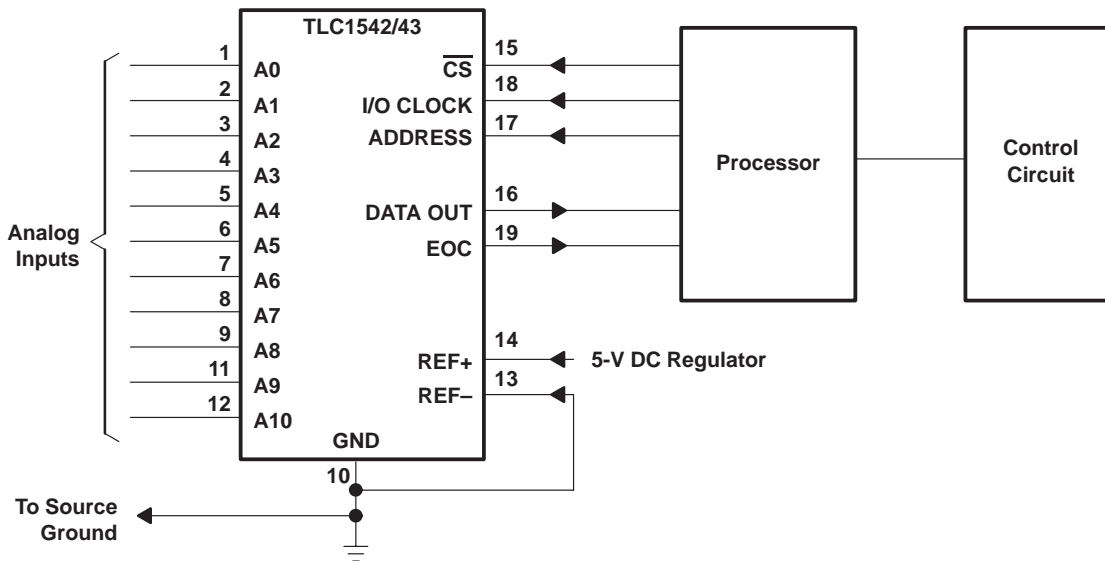 TLC1542/43
1
A0
2
A1
3
A2
4
A3
5
A4
6
A5
7
A6
8
A7
9
A8
11
A9
12
A10
Analog
Inputs
15
CS
18
I/O CLOCK
17
ADDRESS
16
DATA OUT
19
EOC
14
REF+
5-V DC Regulator
13
REF–
GND
10
To Source
Ground
Processor
Control
Circuit